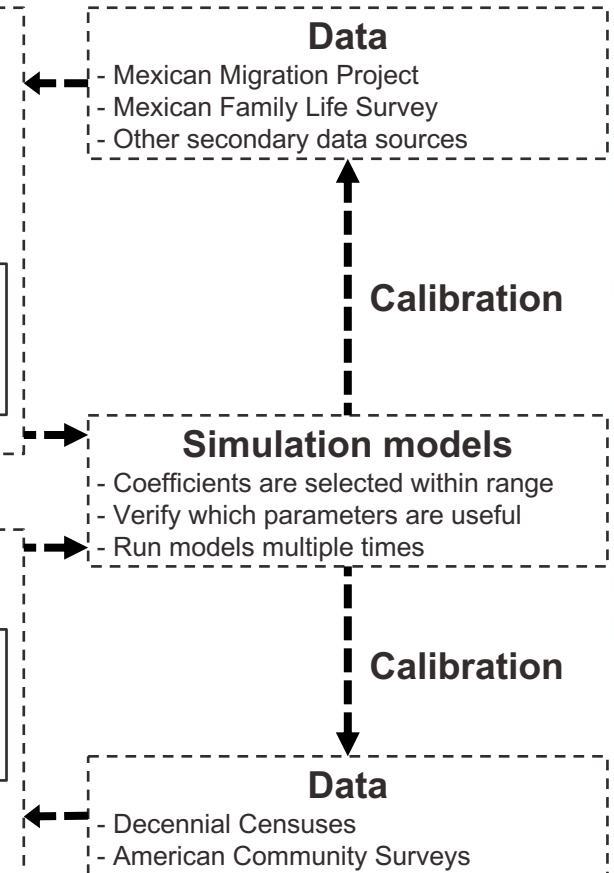 Data
- Mexican Migration Project
- Mexican Family Life Survey
- Other secondary data sources
Calibration
Simulation models
- Coefficients are selected within range
- Verify which parameters are useful
- Run models multiple times
Calibration
Data
- Decennial Censuses
- American Community Surveys